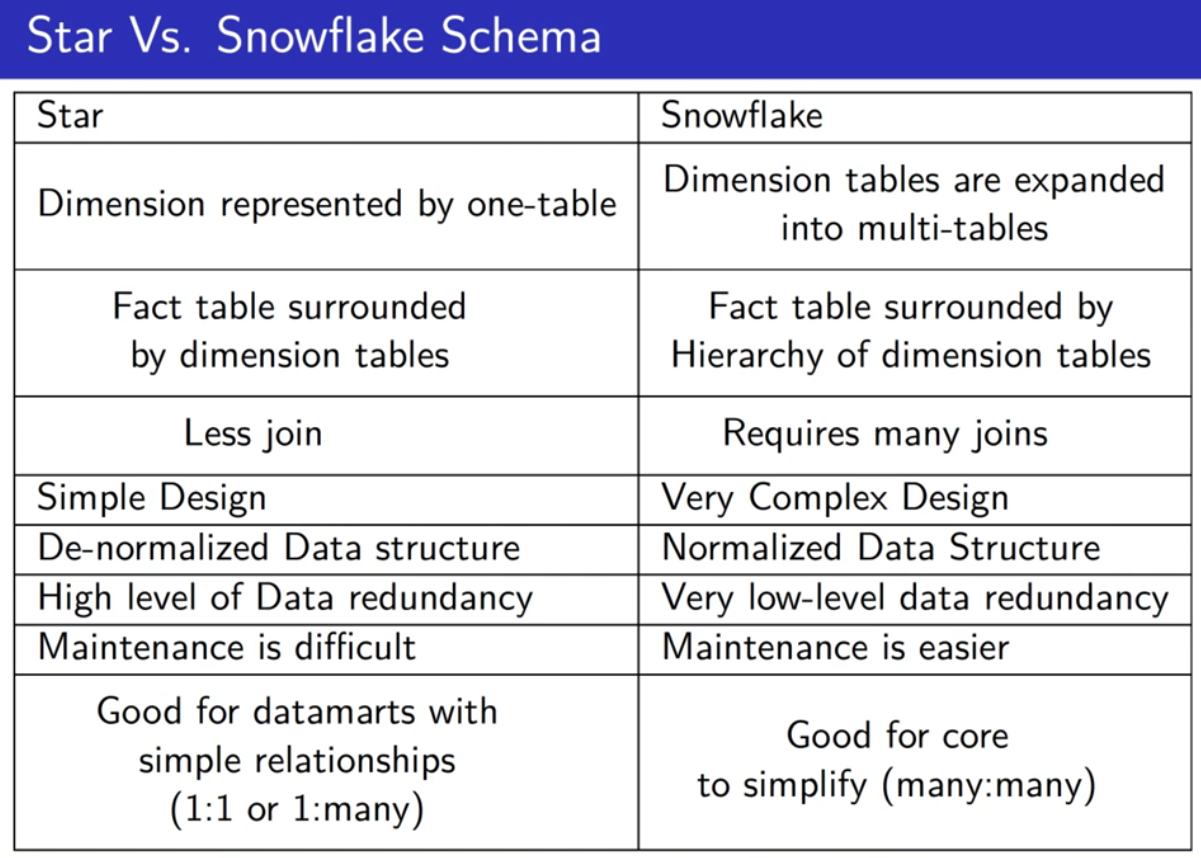 Star Vs. Snowflake Schema
Star
Snowflake
Dimension represented by one-table
Dimension tables are expanded
into multi-tables
Fact table surrounded
by dimension tables
Fact table surrounded by
Hierarchy of dimension tables
Less join
Requires many joins
Simple Design
Very Complex Design
De-normalized Data structure
Normalized Data Structure
High level of Data redundancy
Very low-level data redundancy
Maintenance is difficult
Maintenance is easier
Good for datamarts with
simple relationships
(1:1 or 1:many)
Good for core
to simplify (many:many)